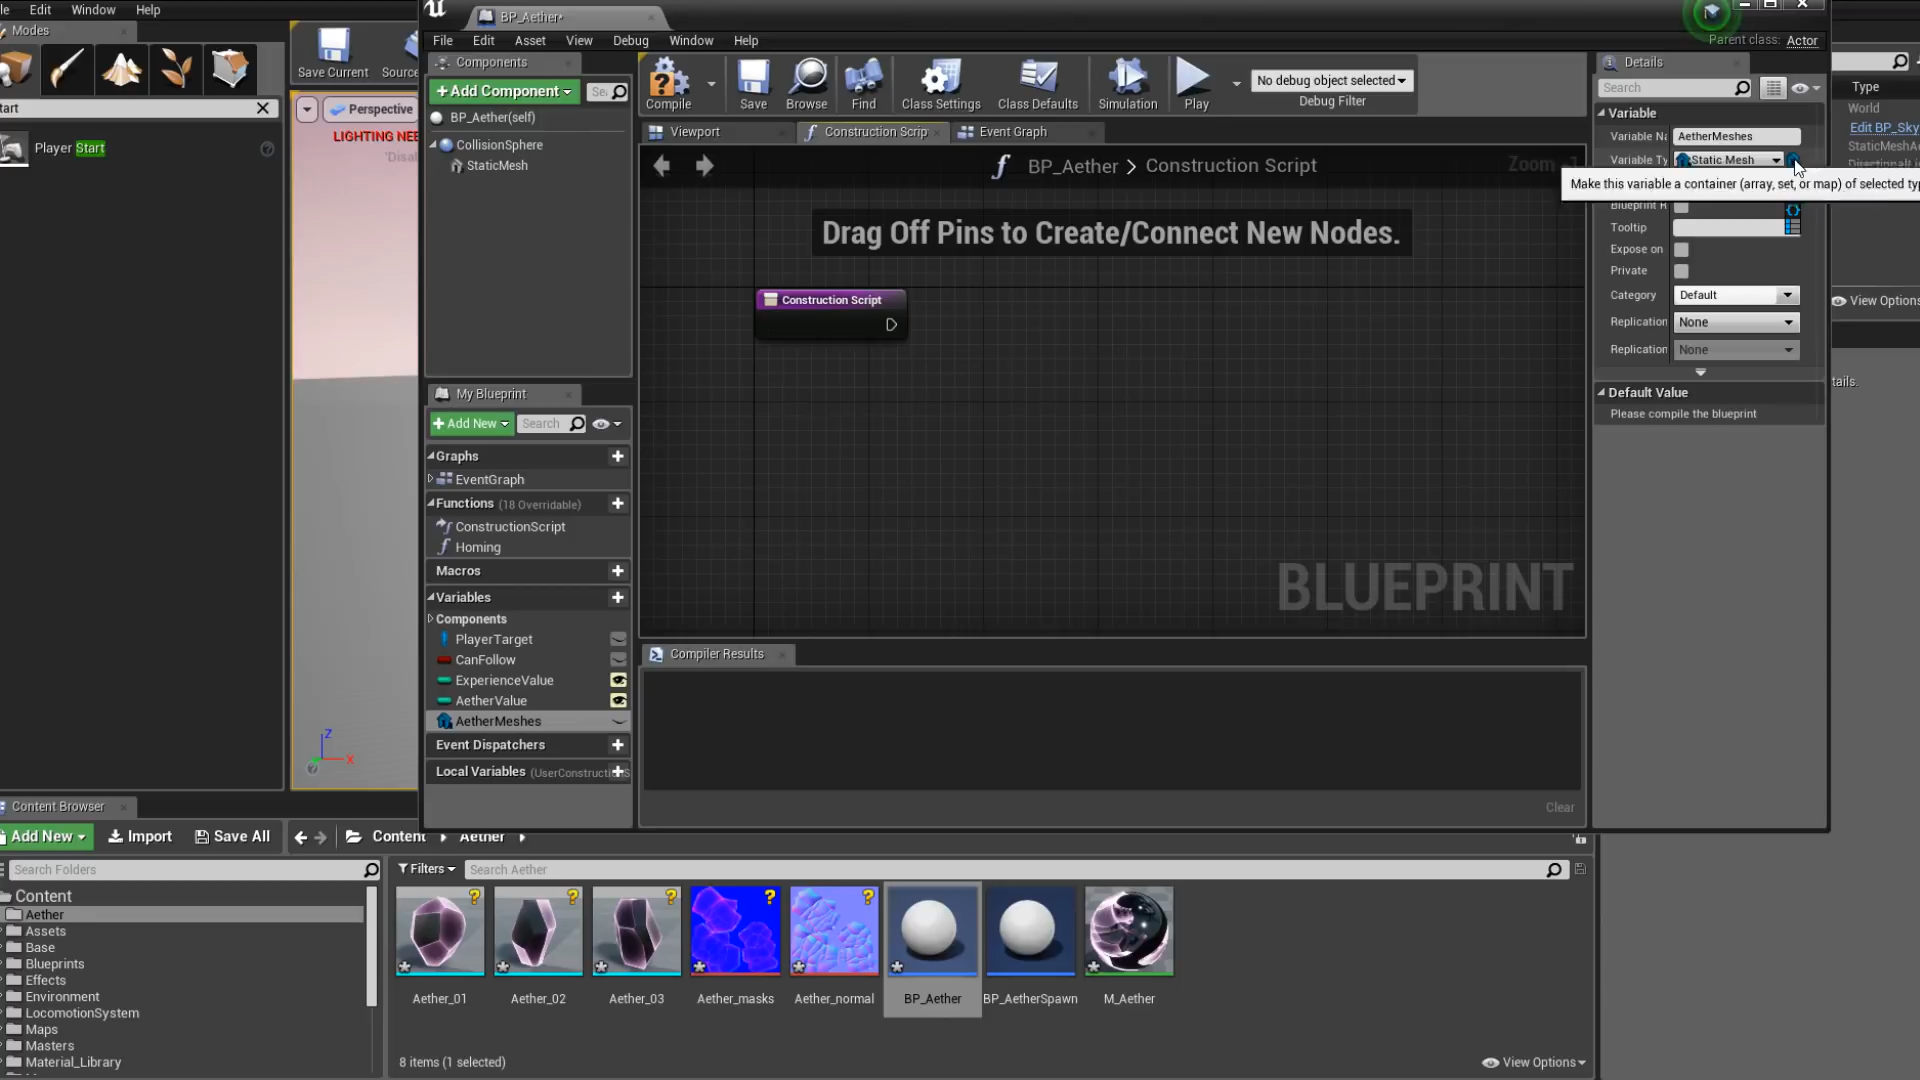 Edit
Window
Help
BP_Aether*
Modes
File
Edit
Asset
View
Debug
Window
Help
Parent class:
Actor
Save Current
Components
+Add Component
BP_Aether(self)
CollisionSphere
StaticMesh
Compile
Save
Browse
Find
Class Settings
Class Defaults
Simulation
Play
No debug object selected
Debug Filter
Viewport
Construction Scrip
Event Graph
BP_Aether > Construction Script
Drag Off Pins to Create/Connect New Nodes.
Construction Script
BLUEPRINT
Perspective
Player Start
My Blueprint
+Add New
Search
Graphs
EventGraph
Functions (18 Overridable)
ConstructionScript
Homing
Macros
Variables
Components
PlayerTarget
CanFollow
ExperienceValue
AetherValue
AetherMeshes
Event Dispatchers
Local Variables
Compiler Results
Clear
Details
Search
Variable
AetherMeshes
Static Mesh
Make this variable a container (array, set, or map) of selected
Tooltip
Expose on
Private
Category
Default
Replication
None
Replication
None
Default Value
Please compile the blueprint
Type
World
Edit BP_Sky
View Options
Z
X
Content Browser
Add New
Import
Save All
Content
Aether
Search Folders
Filters
Search Aether
Content
Aether
Assets
Base
Blueprints
Effects
Environment
LocomotionSystem
Maps
Masters
Material_Library
Aether_01
Aether_02
Aether_03
Aether_masks
Aether_normal
BP_Aether
BP_AetherSpawn
M_Aether
8 items (1 selected)
View Options